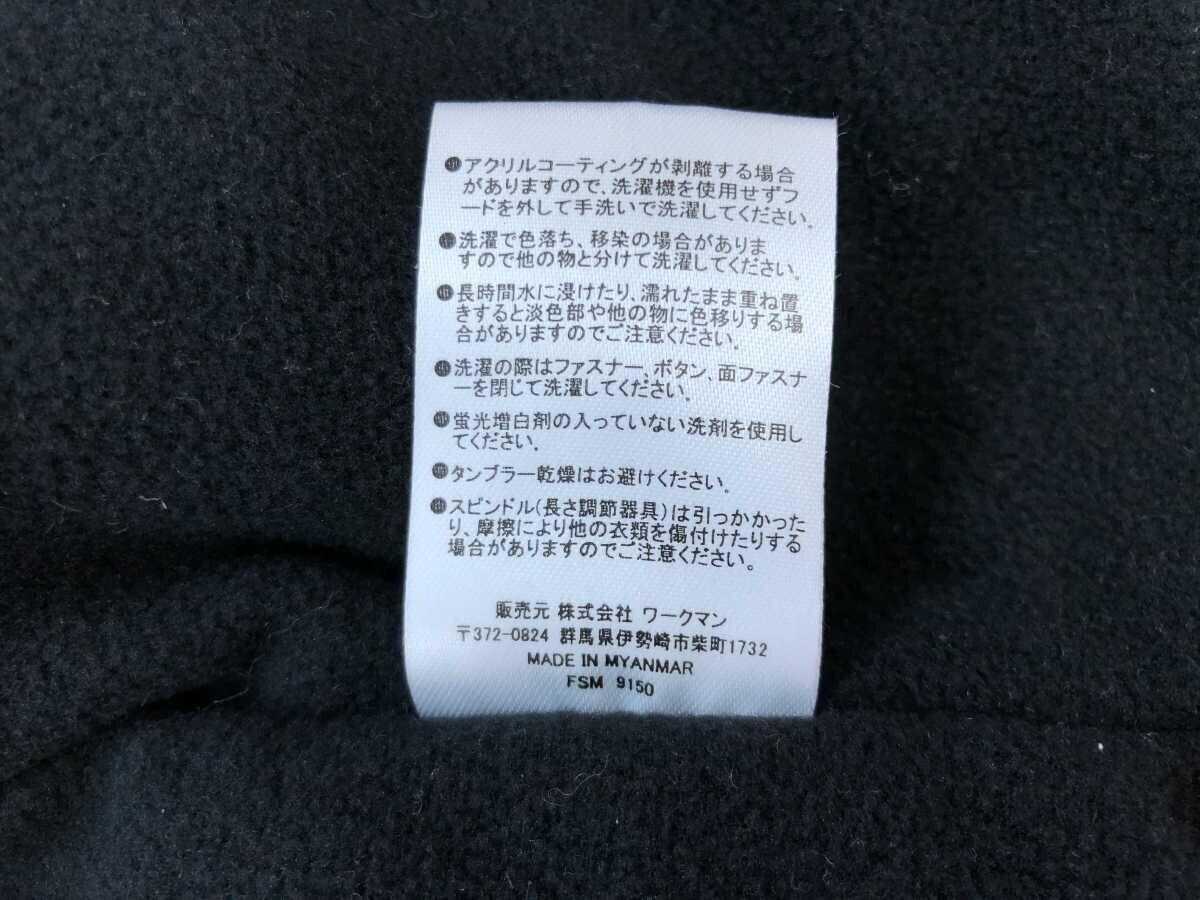 ●アクリルコーティングが剥離する場合
がありますので、洗濯機を使用せずフ
ードを外して手洗いで洗濯してください。
●洗濯で色落ち、移染の場合がありま
すので他の物と分けて洗濯してください。
●長時間水に浸けたり、濡れたまま重ね置
きすると淡色部や他の物に色移りする場
合がありますのでご注意ください。
●洗濯の際はファスナー、ボタン、面ファスナ
ーを閉じて洗濯してください。
●蛍光増白剤の入っていない洗剤を使用し
てください。
●タンブラー乾燥はお避けください。
●スピンドル(長さ調節器具)は引っかかった
り、摩擦により他の衣類を傷付けたりする
場合がありますのでご注意ください。
販売元 株式会社 ワークマン
〒372-0824 群馬県伊勢崎市柴町1732
MADE IN MYANMAR
FSM 9150